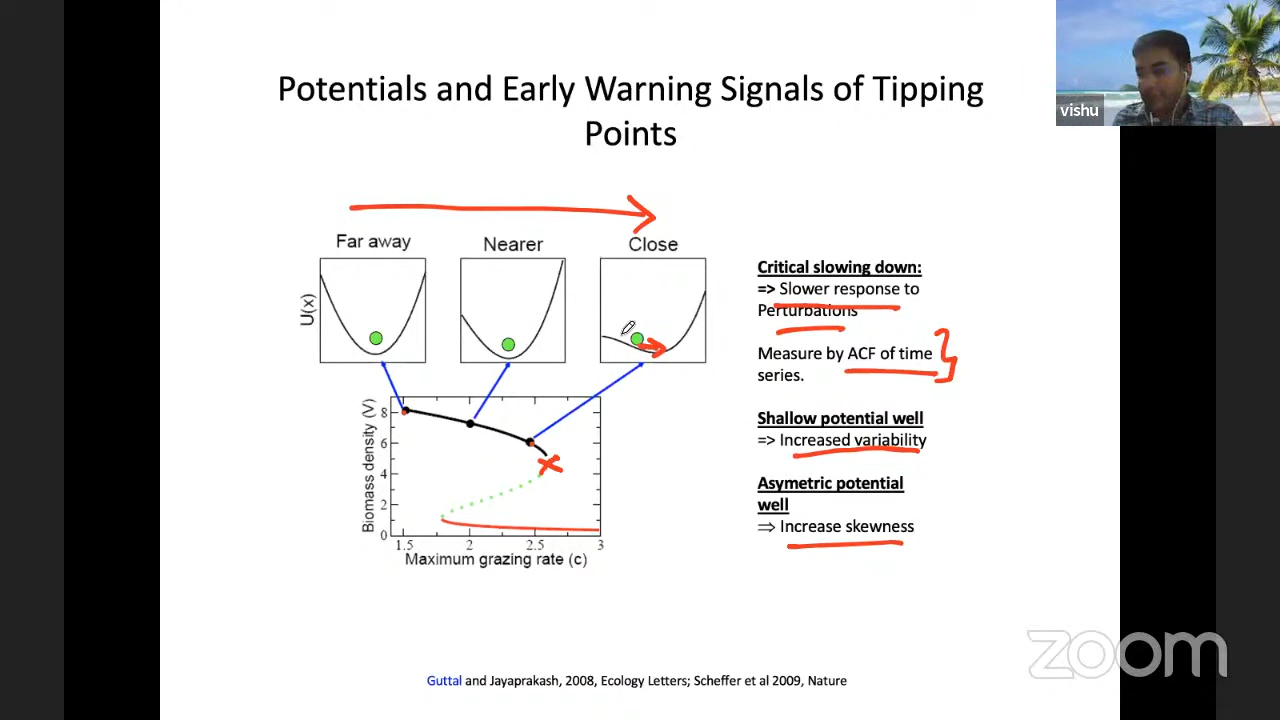 Potentials and Early Warning Signals of Tipping
Points
vishu
Far away
Nearer
Close
U(x)
Critical slowing down:
=> Slower response to
Perturbations
Measure by ACF of time
series.
Shallow potential well
=> Increased variability
Asymetric potential
well
⇒ Increase skewness
Biomass density (V)
8
6
4
2
0
1.5
2
2.5
3
Maximum grazing rate (c)
zoom
Guttal and Jayaprakash, 2008, Ecology Letters; Scheffer et al 2009, Nature